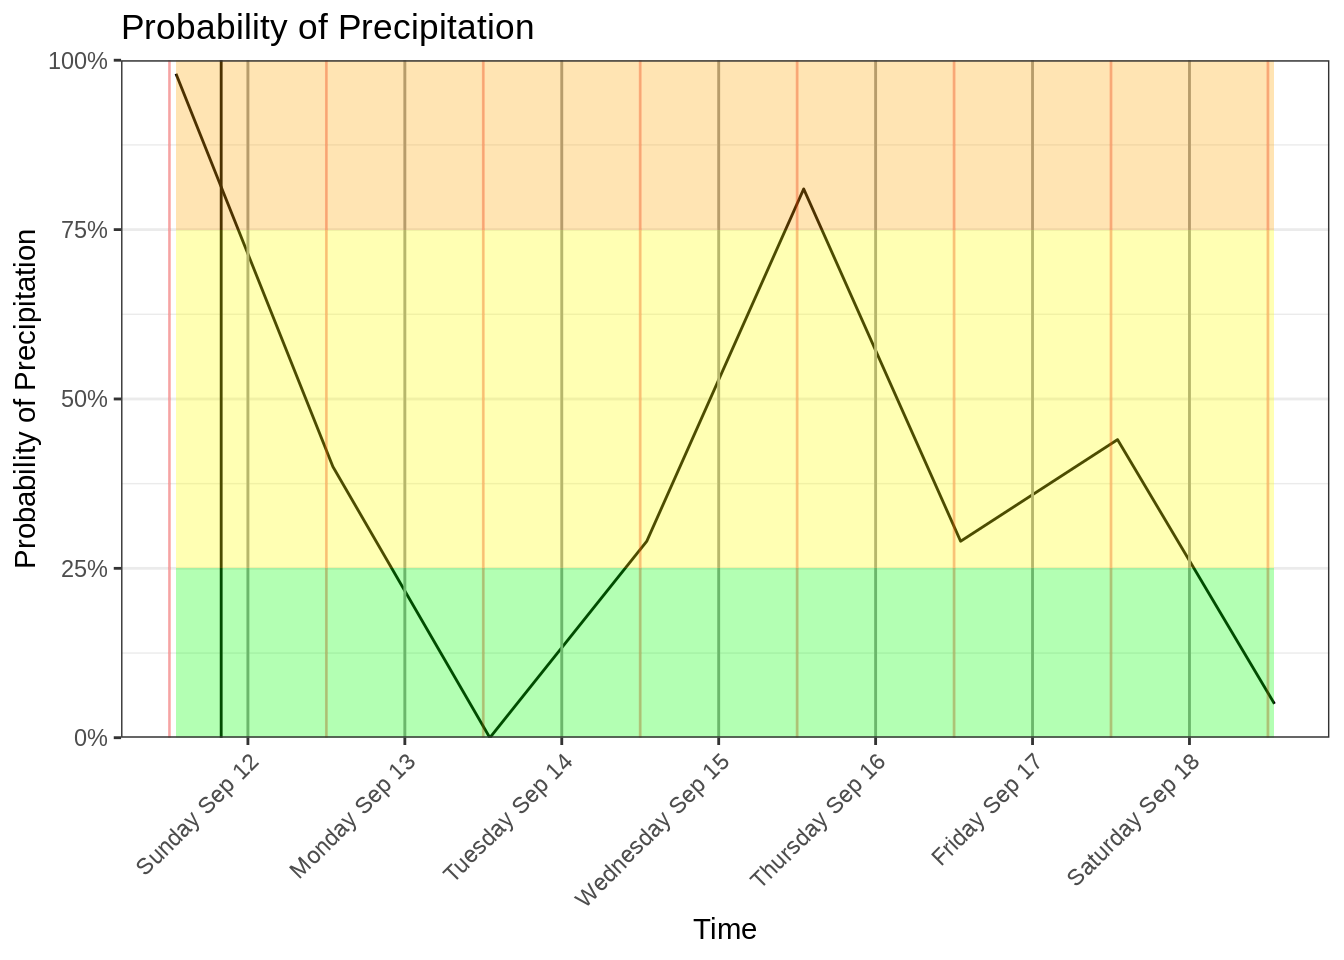 Probability of Precipitation
Probability of Precipitation
100%
75%
50%
25%
0%
Sunday Sep 12
Monday Sep 13
Tuesday Sep 14
Wednesday Sep 15
Thursday Sep 16
Friday Sep 17
Saturday Sep 18
Time